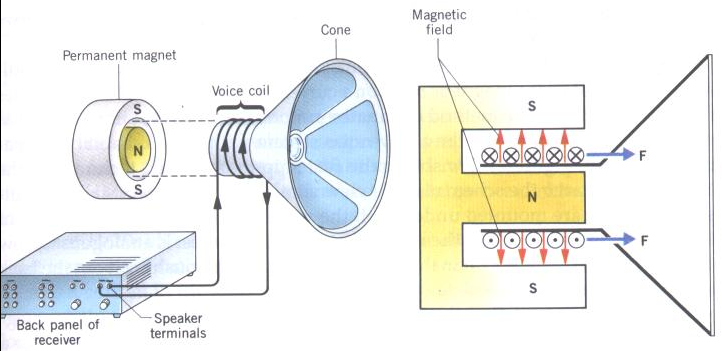 Permanent magnet
S
N
S
Voice coil
Cone
Back panel of
receiver
Speaker
terminals
Magnetic
field
S
F
N
F
S